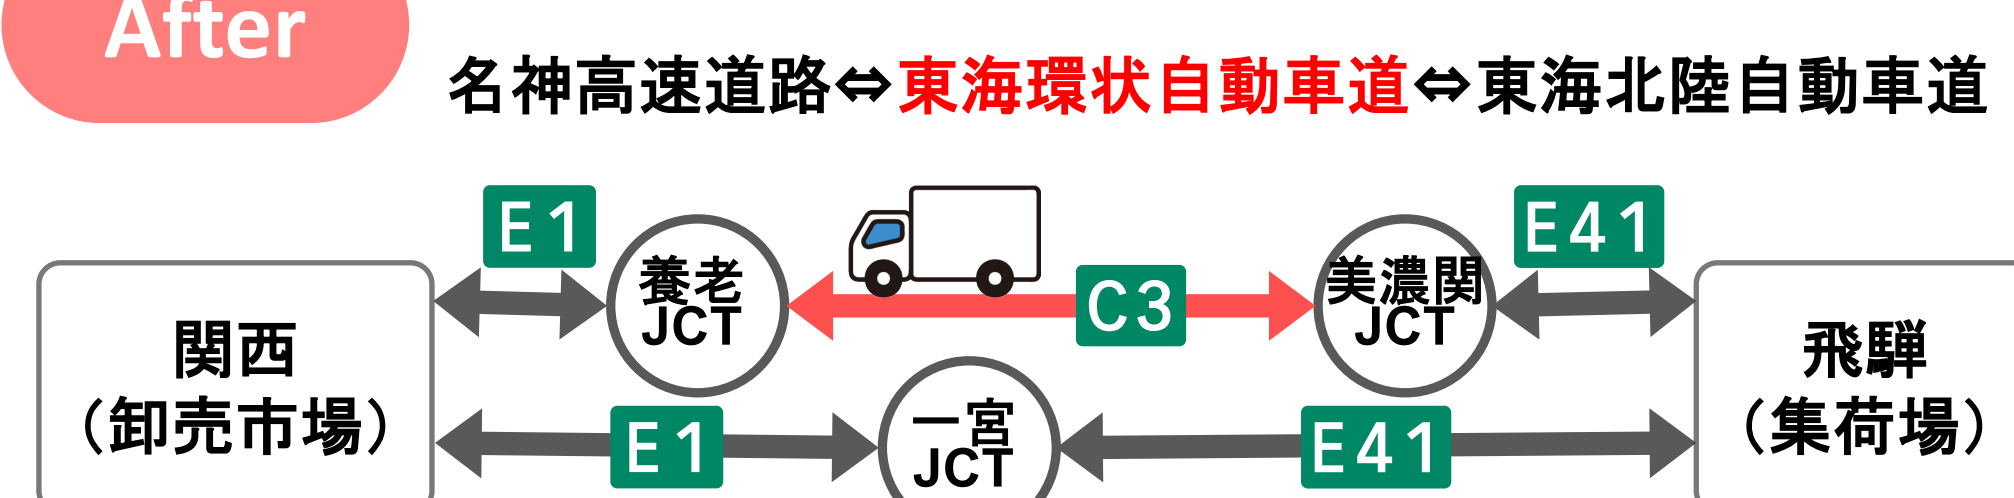 After
名神高速道路⇔東海環状自動車道⇔東海北陸自動車道
E1
E41
養老
JCT
C3
美濃関
JCT
関西
（卸売市場）
飛騨
（集荷場）
E1
一宮
JCT
E41